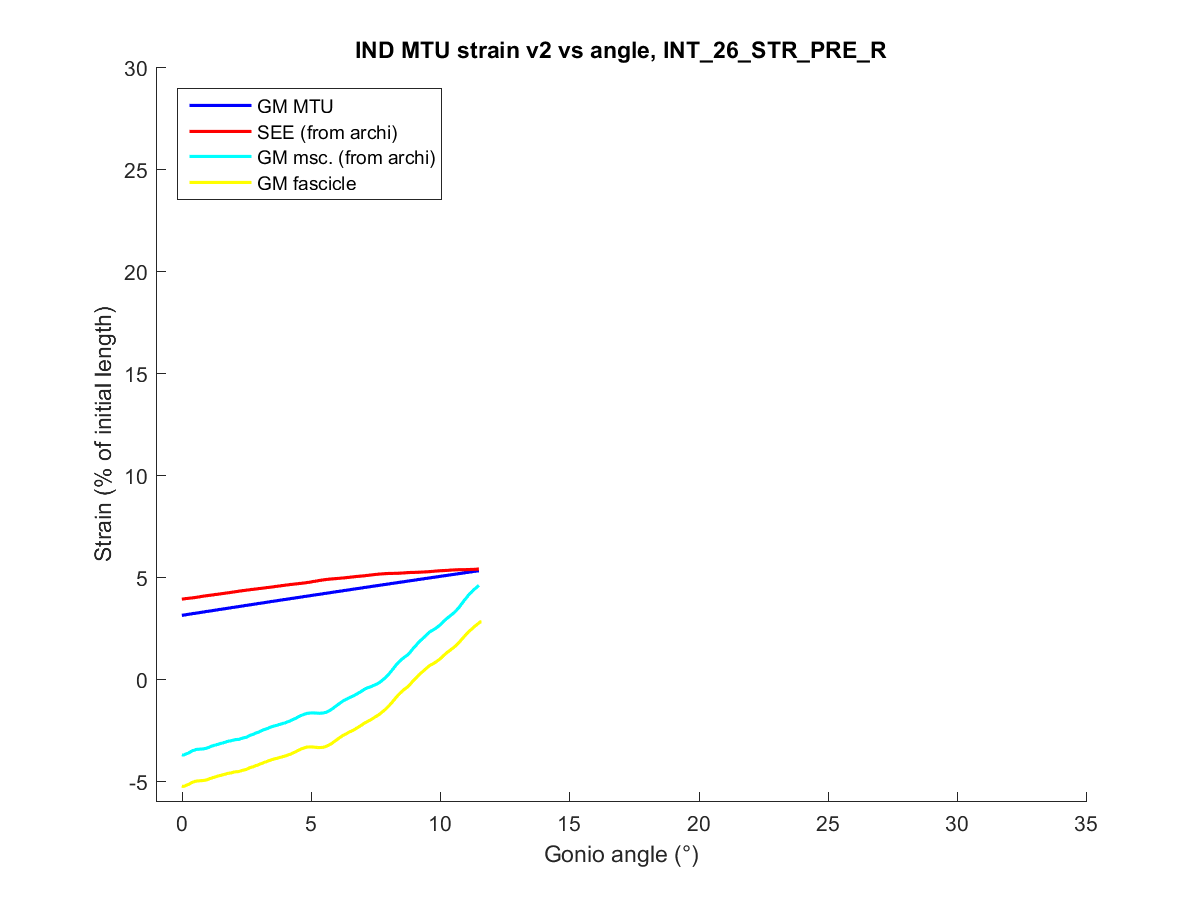 IND MTU strain v2 vs angle, INT_26_STR_PRE_R
30
25
20
15
10
5
0
-5
GM MTU
SEE (from archi)
GM msc. (from archi)
GM fascicle
Strain (% of initial length)
0 5 10 15 20 25 30 35
Gonio angle (°)